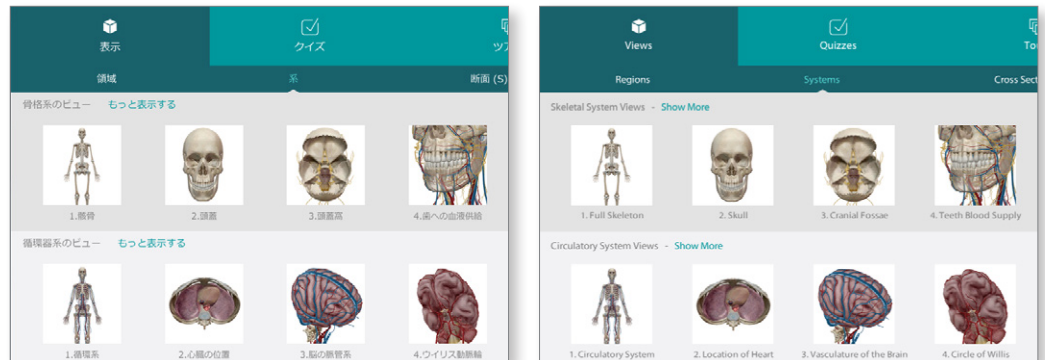 表示
クイズ
ツア
領域
系
断面 (S)
骨格系のビュー もっと表示する
1.骸骨
2.頭蓋
3.頭蓋窩
4.歯への血液供給
循環器系のビュー もっと表示する
1.循環系
2.心臓の位置
3.脳の脈管系
4.ウイリス動脈輪
Views
Quizzes
To
Regions
Systems
Cross Sect
Skeletal System Views - Show More
1. Full Skeleton
2. Skull
3. Cranial Fossae
4. Teeth Blood Supply
Circulatory System Views - Show More
1. Circulatory System
2. Location of Heart
3. Vasculature of the Brain
4. Circle of Willis